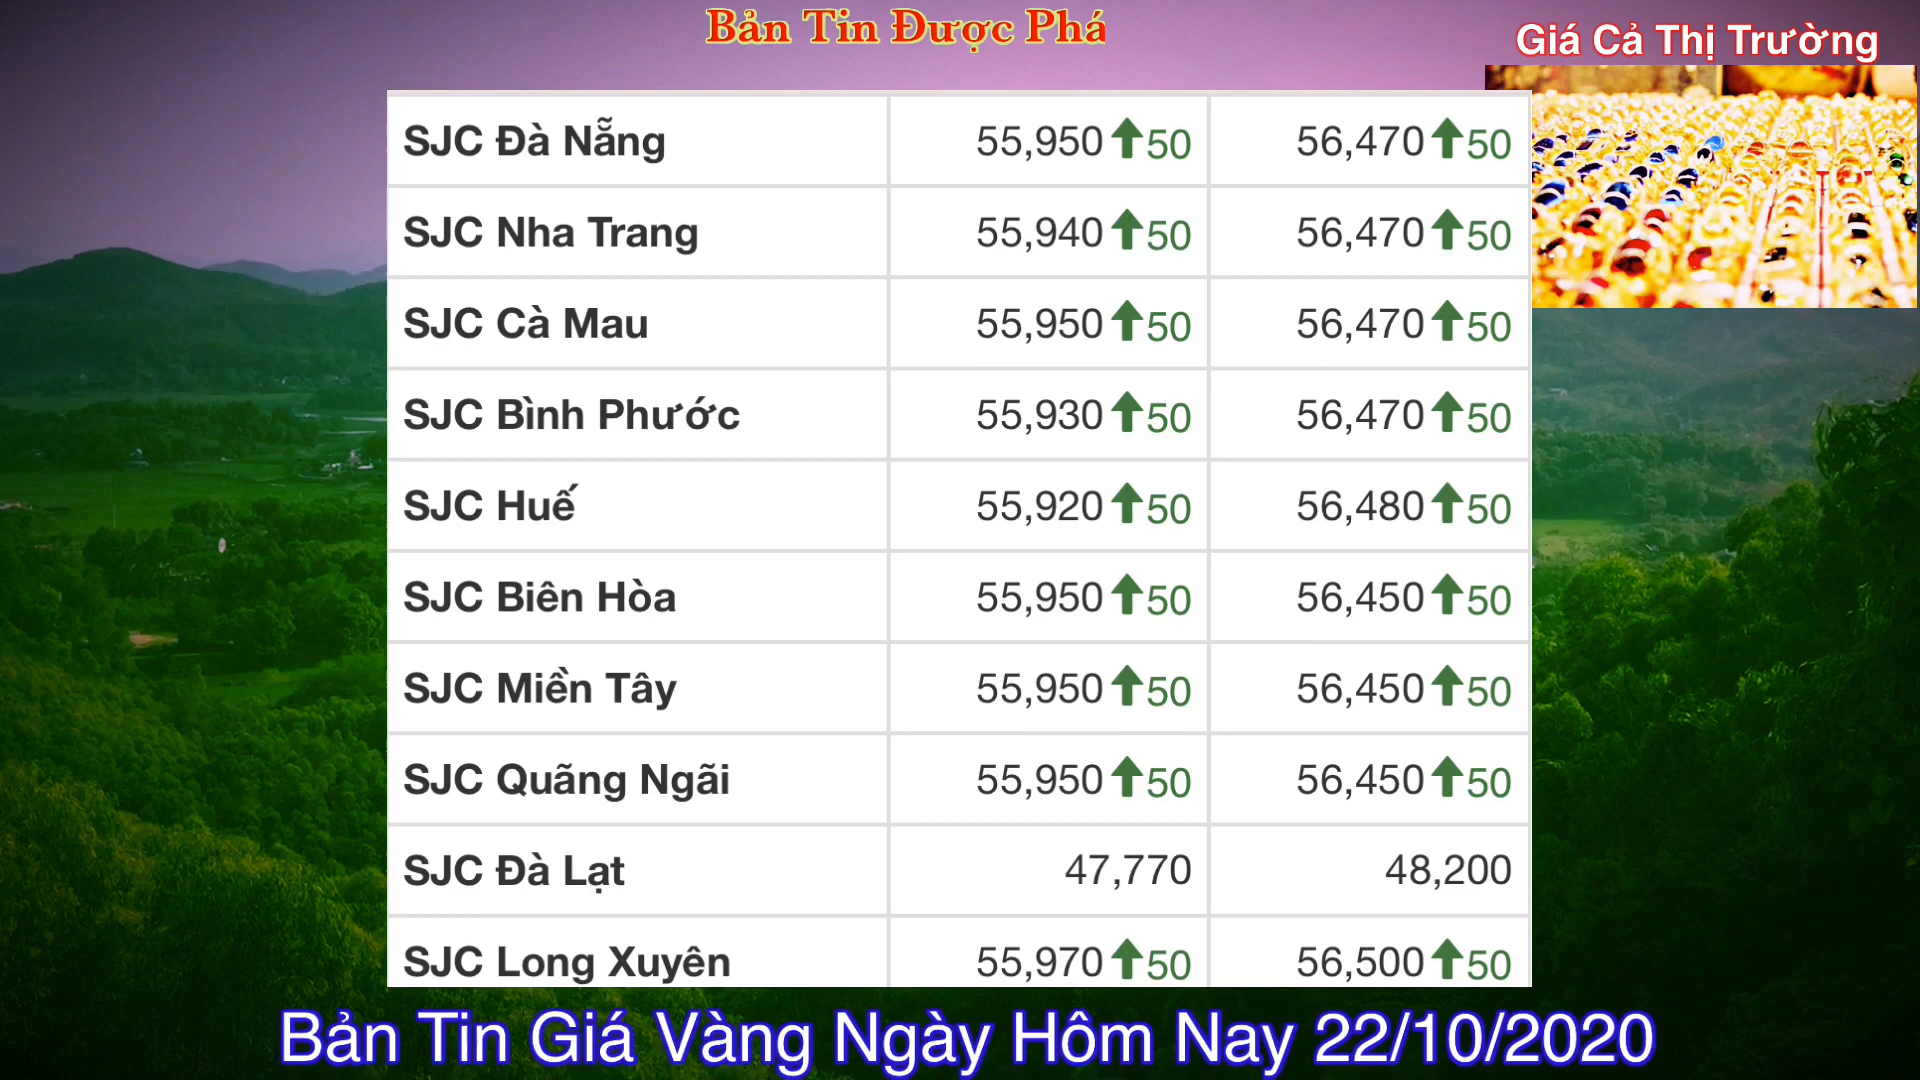 Bản Tin Được Phá
Giá Cả Thị Trường
SJC Đà Nẵng 55,950 ⬆50 56,470 ⬆50
SJC Nha Trang 55,940 ⬆50 56,470 ⬆50
SJC Cà Mau 55,950 ⬆50 56,470 ⬆50
SJC Bình Phước 55,930 ⬆50 56,470 ⬆50
SJC Huế 55,920 ⬆50 56,480 ⬆50
SJC Biên Hòa 55,950 ⬆50 56,450 ⬆50
SJC Miền Tây 55,950 ⬆50 56,450 ⬆50
SJC Quãng Ngãi 55,950 ⬆50 56,450 ⬆50
SJC Đà Lạt 47,770 48,200
SJC Long Xuyên 55,970 ⬆50 56,500 ⬆50
Bản Tin Giá Vàng Ngày Hôm Nay 22/10/2020